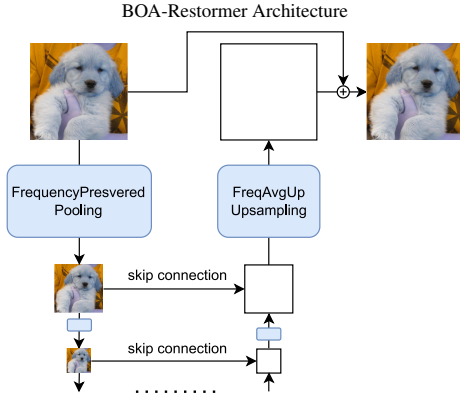 BOA-Restormer Architecture
FrequencyPresvered
Pooling
FreqAvgUp
Upsampling
skip connection
skip connection